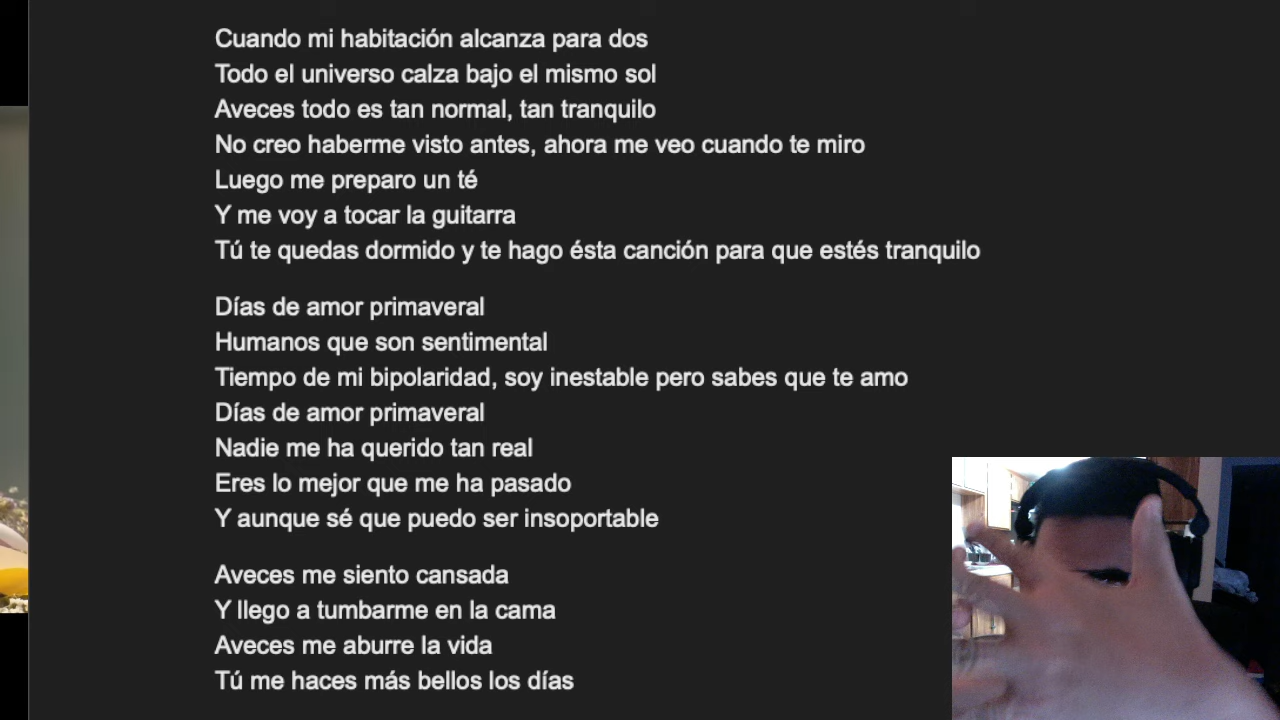 Cuando mi habitación alcanza para dos
Todo el universo calza bajo el mismo sol
Aveces todo es tan normal, tan tranquilo
No creo haberme visto antes, ahora me veo cuando te miro
Luego me preparo un té
Y me voy a tocar la guitarra
Tú te quedas dormido y te hago ésta canción para que estés tranquilo
Días de amor primaveral
Humanos que son sentimental
Tiempo de mi bipolaridad, soy inestable pero sabes que te amo
Días de amor primaveral
Nadie me ha querido tan real
Eres lo mejor que me ha pasado
Y aunque sé que puedo ser insoportable
Aveces me siento cansada
Y llego a tumbarme en la cama
Aveces me aburre la vida
Tú me haces más bellos los días